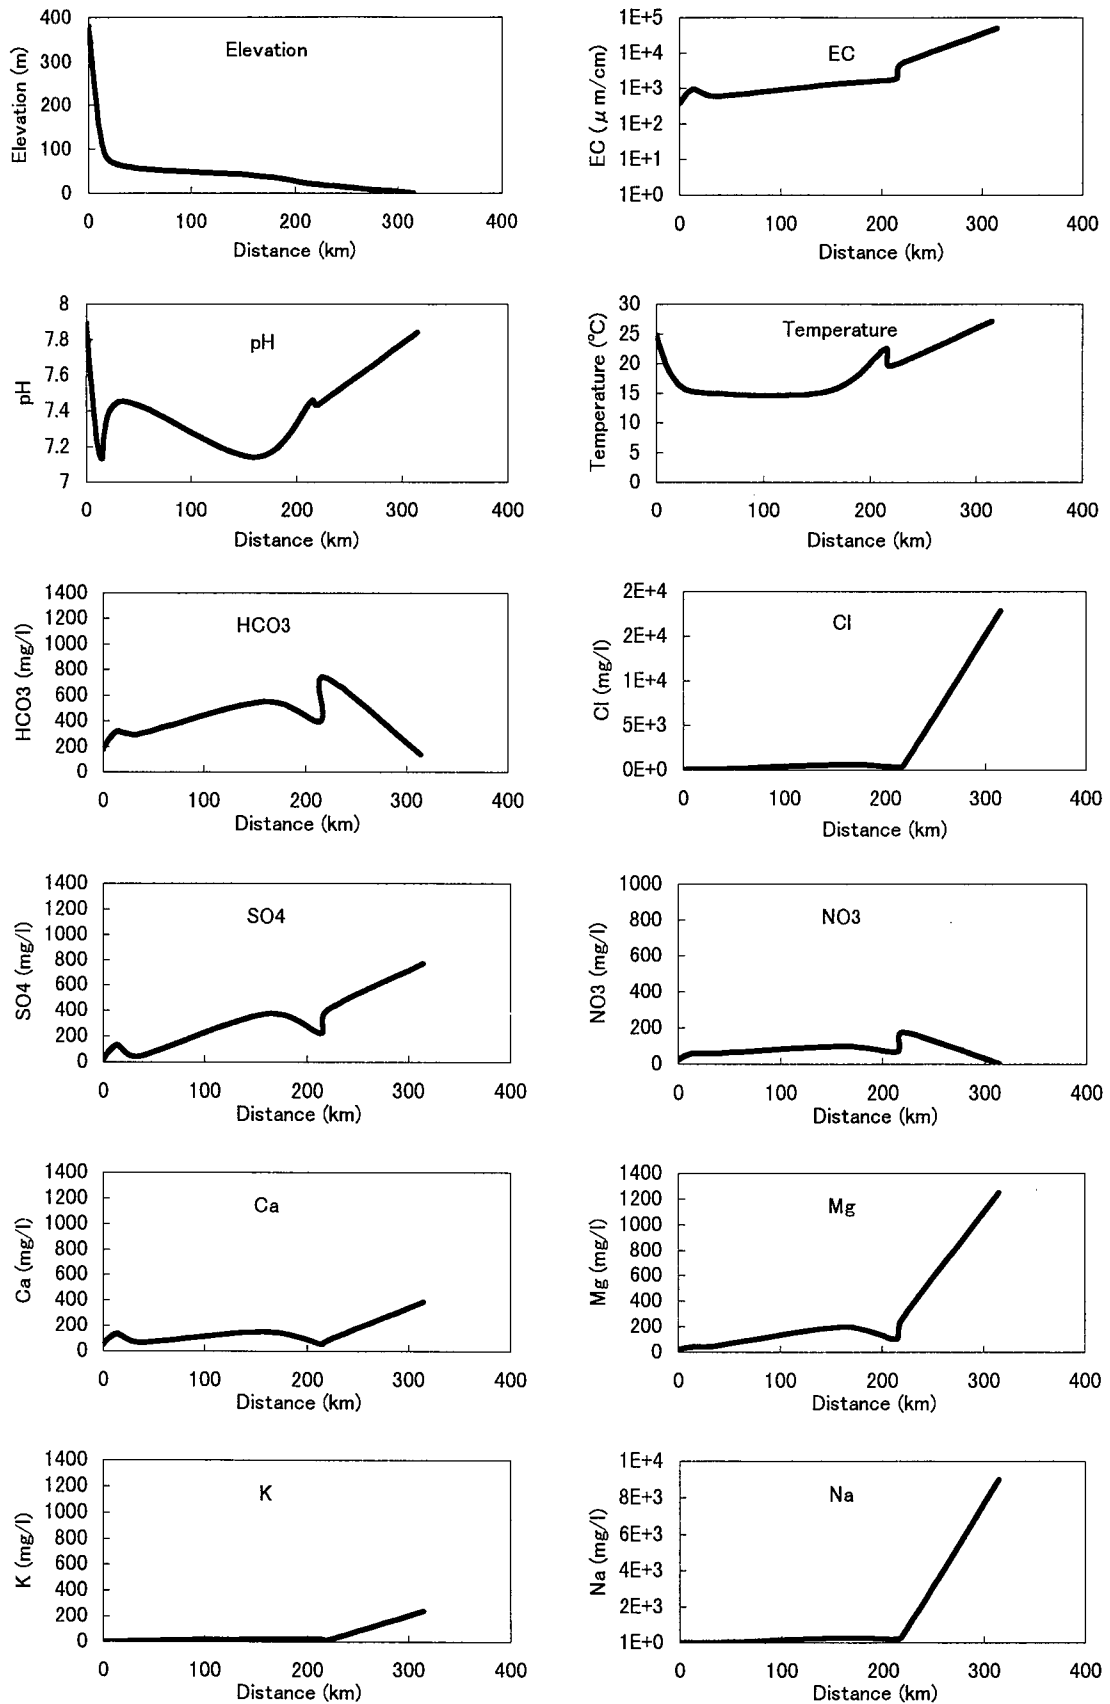 Elevation
Elevation (m)
400
300
200
100
0
0 100 200 300 400
Distance (km)
EC
EC (μm/cm)
1E+5
1E+4
1E+3
1E+2
1E+1
1E+0
0 100 200 300 400
Distance (km)
pH
pH
8
7.8
7.6
7.4
7.2
7
0 100 200 300 400
Distance (km)
Temperature
Temperature (°C)
30
25
20
15
10
5
0
0 100 200 300 400
Distance (km)
HCO3
HCO3 (mg/l)
1400
1200
1000
800
600
400
200
0
0 100 200 300 400
Distance (km)
Cl
Cl (mg/l)
2E+4
2E+4
1E+4
5E+3
0E+0
0 100 200 300 400
Distance (km)
SO4
SO4 (mg/l)
1400
1200
1000
800
600
400
200
0
0 100 200 300 400
Distance (km)
NO3
NO3 (mg/l)
1000
800
600
400
200
0
0 100 200 300 400
Distance (km)
Ca
Ca (mg/l)
1400
1200
1000
800
600
400
200
0
0 100 200 300 400
Distance (km)
Mg
Mg (mg/l)
1400
1200
1000
800
600
400
200
0
0 100 200 300 400
Distance (km)
K
K (mg/l)
1400
1200
1000
800
600
400
200
0
0 100 200 300 400
Distance (km)
Na
Na (mg/l)
1E+4
8E+3
6E+3
4E+3
2E+3
1E+0
0 100 200 300 400
Distance (km)